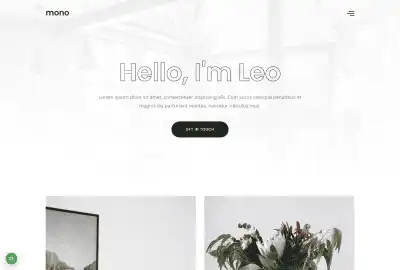 mono
Hello, I'm Leo
Lorem ipsum dolor sit amet, consectetuer adipiscing elit. Cum sociis natoque penatibus et
magnis dis parturient montes, nascetur ridiculus mus.
GET IN TOUCH